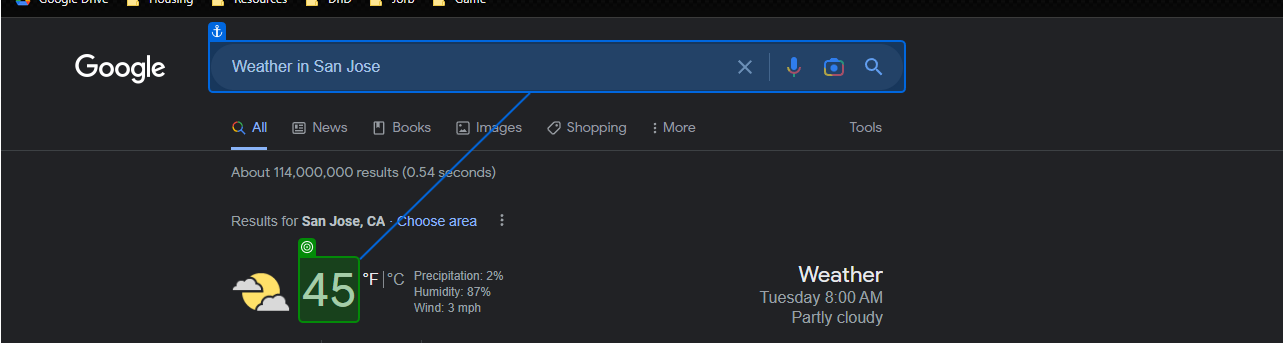 Google Drive Housing Resources DnD Jorb Game
Google
Weather in San Jose
All News Books Images Shopping More Tools
About 114,000,000 results (0.54 seconds)
Results for San Jose, CA · Choose area
45 °F | °C
Precipitation: 2%
Humidity: 87%
Wind: 3 mph
Weather
Tuesday 8:00 AM
Partly cloudy